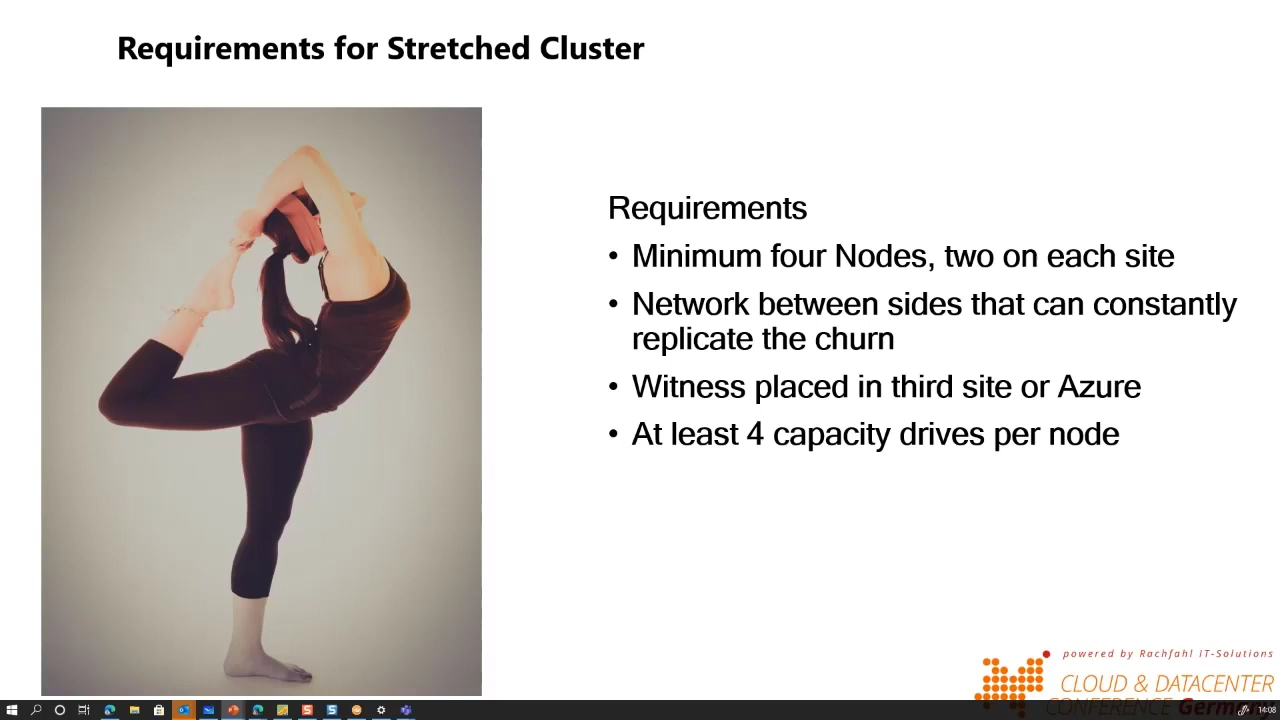 Requirements for Stretched Cluster
Requirements
• Minimum four Nodes, two on each site
• Network between sides that can constantly
replicate the churn
• Witness placed in third site or Azure
• At least 4 capacity drives per node
powered by Rachfahl iT-Solutions
CLOUD & DATACENTER
CONFERENCE
14:08